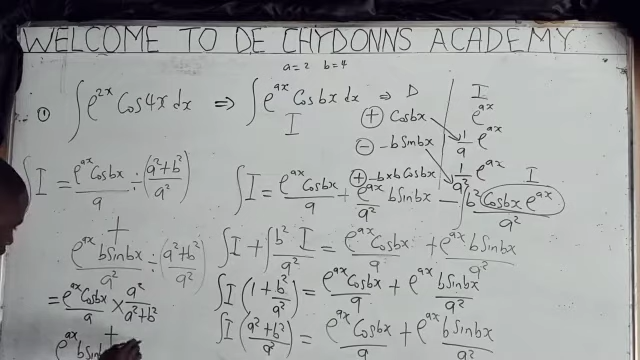 WELCOME TO DE CHYDONNS ACADEMY
a=2 b=4
① ∫e^{2x} Cos4x dx ⇒ ∫e^{ax} Cosbx dx ⇒ D | I
I
⊕ Cosbx e^{ax}
⊖ -bSinbx 1/a e^{ax}
⊕ -b×b Cosbx 1/a² e^{ax} I
∫I = e^{ax}Cosbx/a + e^{ax}/a² bSinbx - ∫b² Cosbx e^{ax}/a²
∫I + ∫b²/a² I = e^{ax}Cosbx/a + e^{ax} bSinbx/a²
∫I (1 + b²/a²) = e^{ax}Cosbx/a + e^{ax} bSinbx/a²
∫I (a²+b²/a²) = e^{ax}Cosbx/a + e^{ax} bSinbx/a²
∫I = e^{ax}Cosbx/a ÷ (a²+b²/a²)
+
e^{ax} bSinbx/a² ÷ (a²+b²/a²)
= e^{ax}Cosbx/a × a²/a²+b²
+
e^{ax} bSin